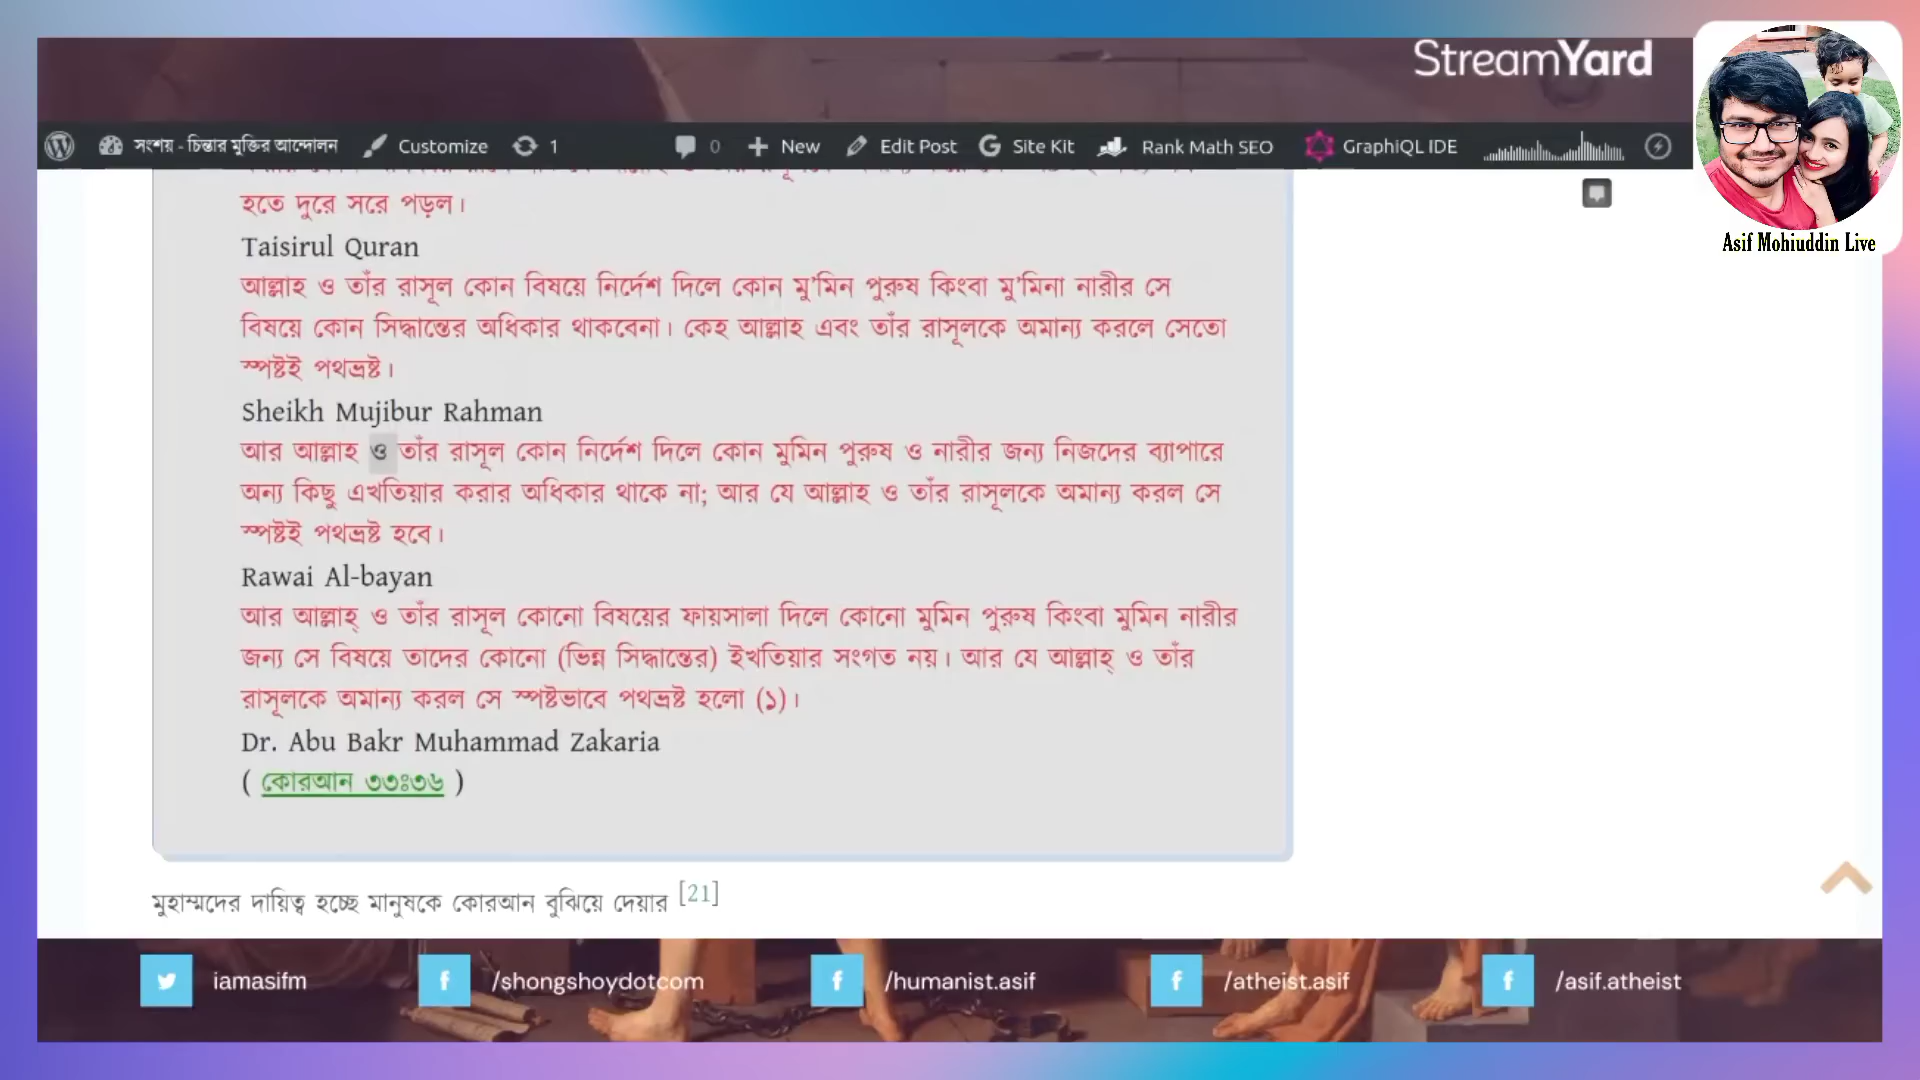 StreamYard
সংশয় - চিন্তার মুক্তির আন্দোলন Customize 1 0 New Edit Post Site Kit Rank Math SEO GraphiQL IDE
Asif Mohiuddin Live
হতে দুরে সরে পড়ল।
Taisirul Quran
আল্লাহ ও তাঁর রাসূল কোন বিষয়ে নির্দেশ দিলে কোন মু’মিন পুরুষ কিংবা মু’মিনা নারীর সে
বিষয়ে কোন সিদ্ধান্তের অধিকার থাকবেনা। কেহ আল্লাহ এবং তাঁর রাসূলকে অমান্য করলে সেতো
স্পষ্টই পথভ্রষ্ট।
Sheikh Mujibur Rahman
আর আল্লাহ ও তাঁর রাসূল কোন নির্দেশ দিলে কোন মুমিন পুরুষ ও নারীর জন্য নিজদের ব্যাপারে
অন্য কিছু এখতিয়ার করার অধিকার থাকে না; আর যে আল্লাহ ও তাঁর রাসূলকে অমান্য করল সে
স্পষ্টই পথভ্রষ্ট হবে।
Rawai Al-bayan
আর আল্লাহ্ ও তাঁর রাসূল কোনো বিষয়ের ফায়সালা দিলে কোনো মুমিন পুরুষ কিংবা মুমিন নারীর
জন্য সে বিষয়ে তাদের কোনো (ভিন্ন সিদ্ধান্তের) ইখতিয়ার সংগত নয়। আর যে আল্লাহ্ ও তাঁর
রাসূলকে অমান্য করল সে স্পষ্টভাবে পথভ্রষ্ট হলো (১)।
Dr. Abu Bakr Muhammad Zakaria
( কোরআন ৩৩ঃ৩৬ )
মুহাম্মদের দায়িত্ব হচ্ছে মানুষকে কোরআন বুঝিয়ে দেয়ার [21]
iamasifm /shongshoydotcom /humanist.asif /atheist.asif /asif.atheist